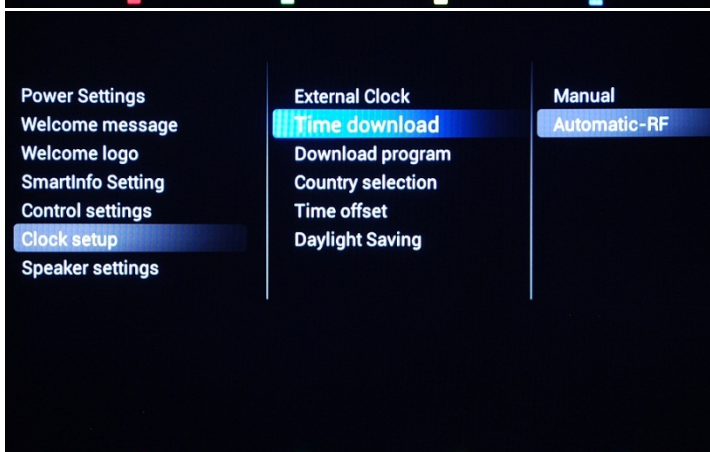 Power Settings
Welcome message
Welcome logo
SmartInfo Setting
Control settings
Clock setup
Speaker settings
External Clock
Time download
Download program
Country selection
Time offset
Daylight Saving
Manual
Automatic-RF